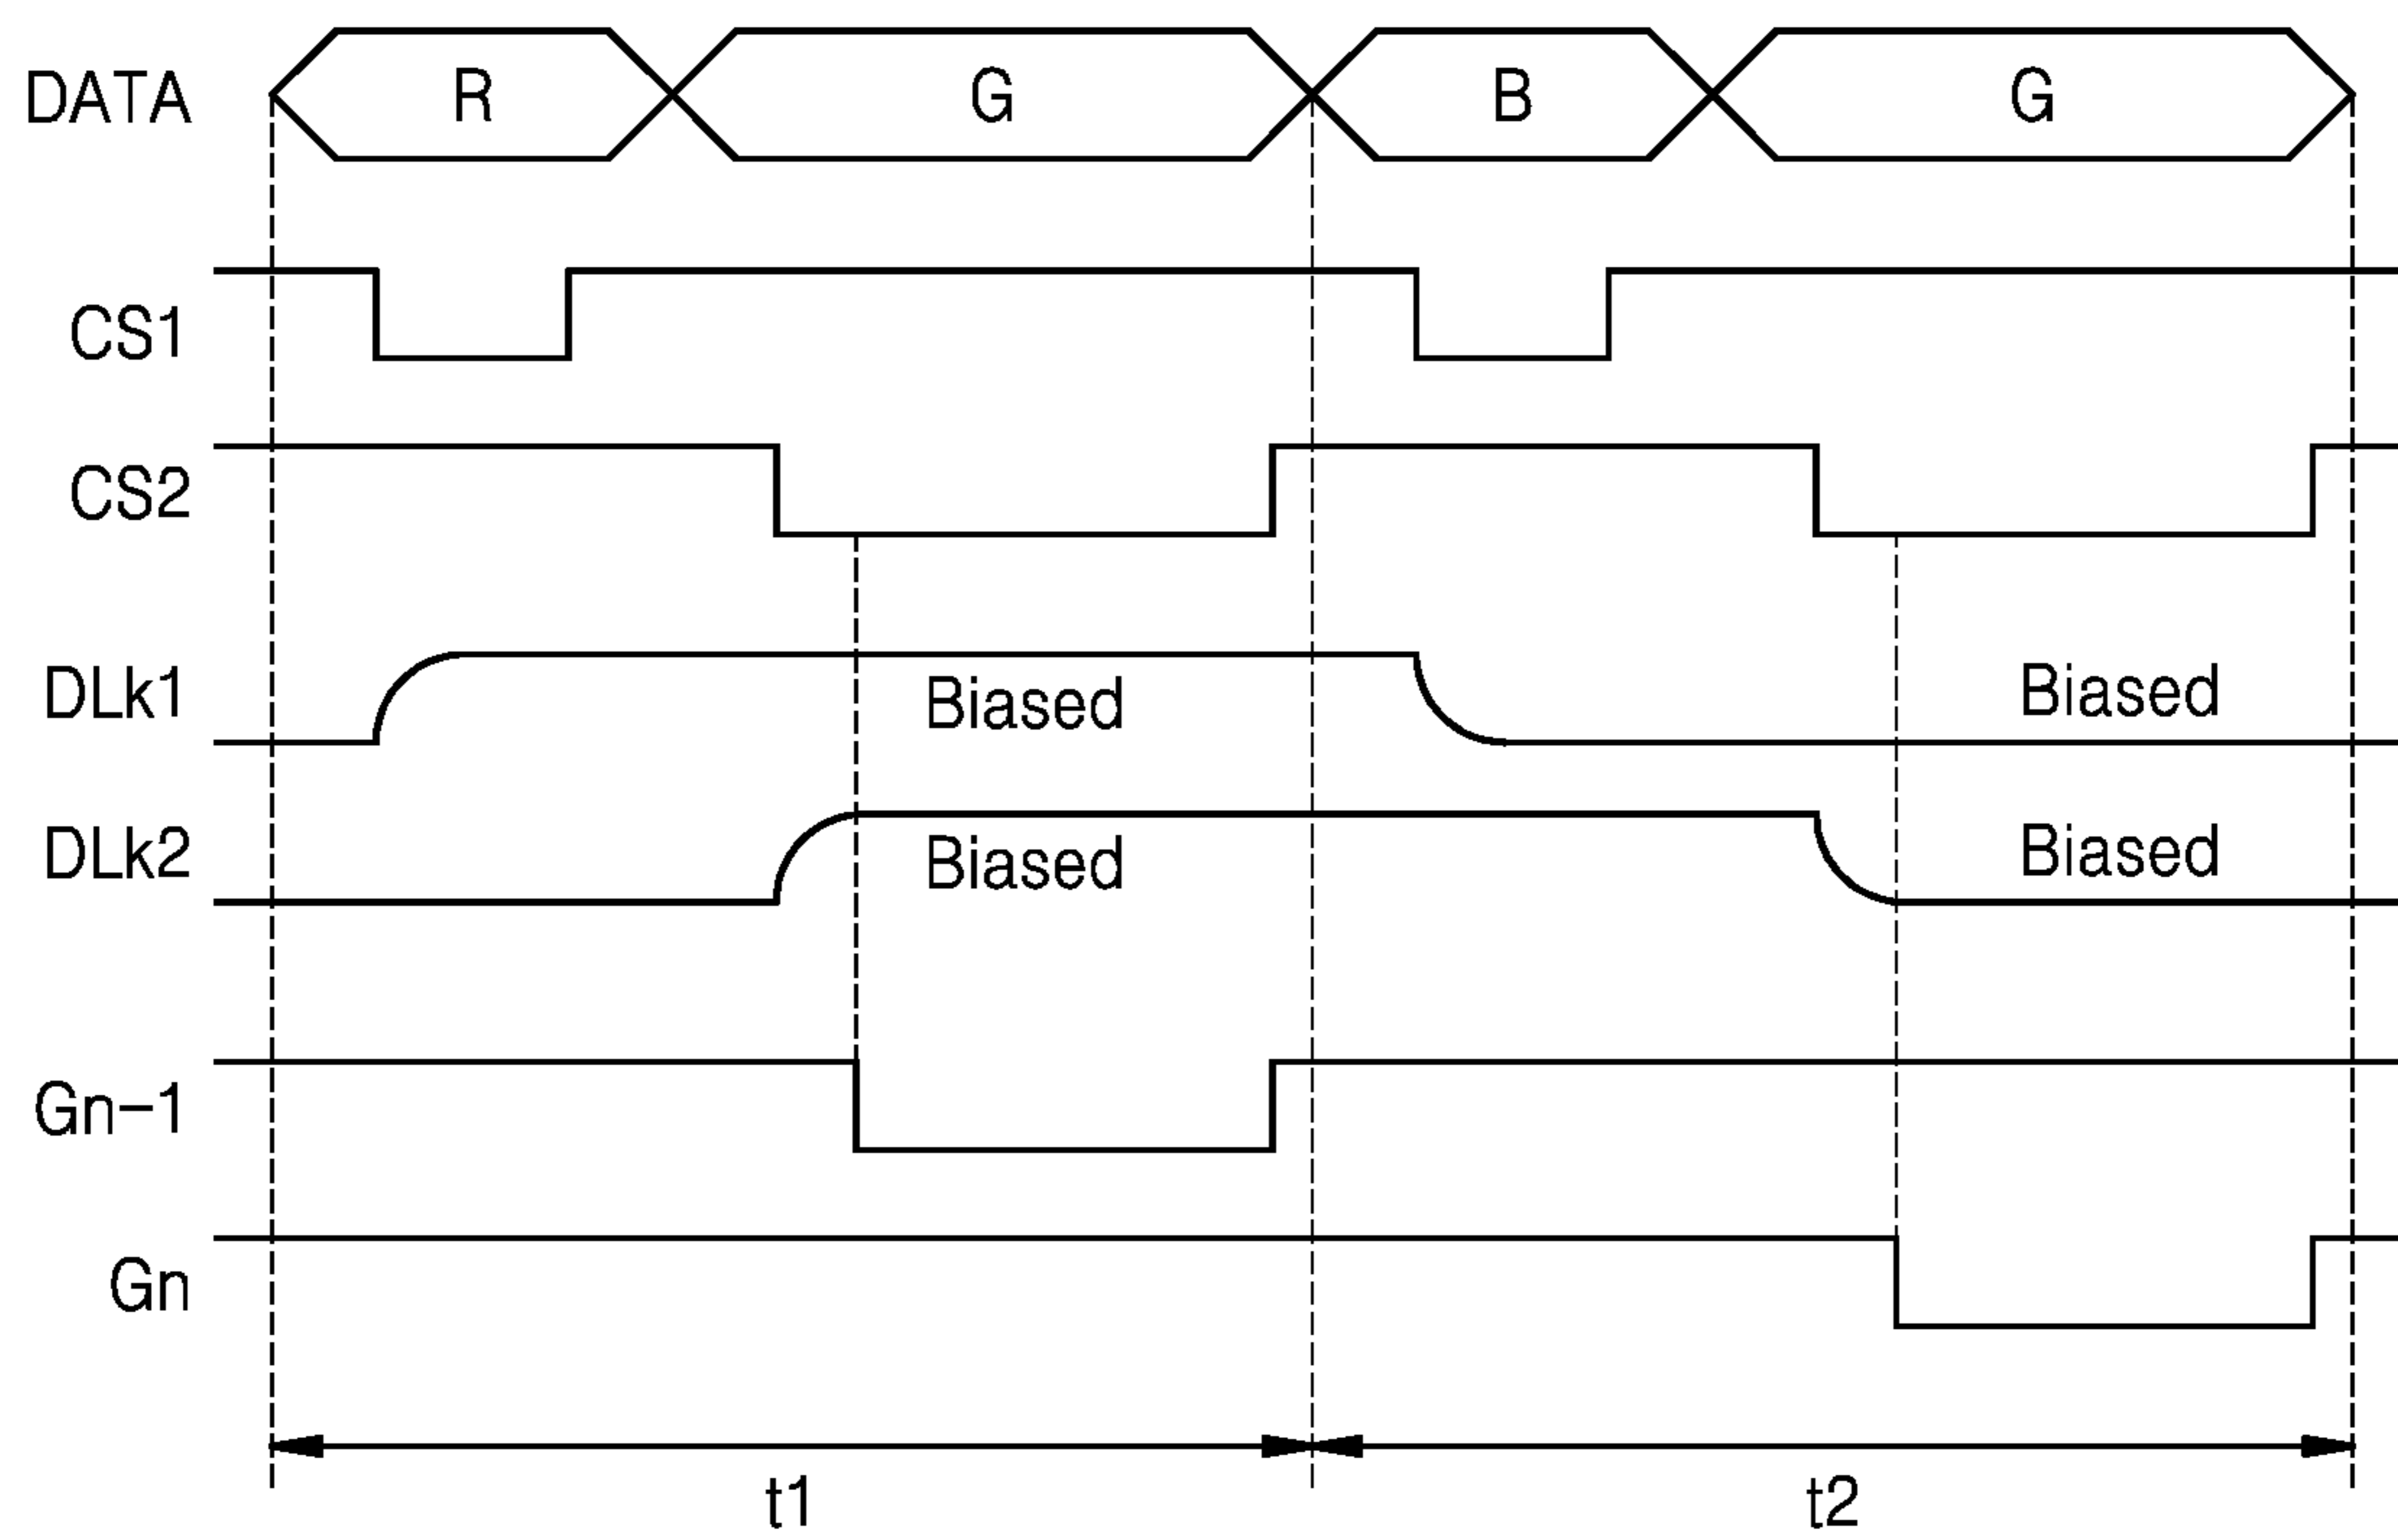 DATA R G B G
CS1
CS2
DLk1 Biased Biased
DLk2 Biased Biased
Gn-1
Gn
t1 t2